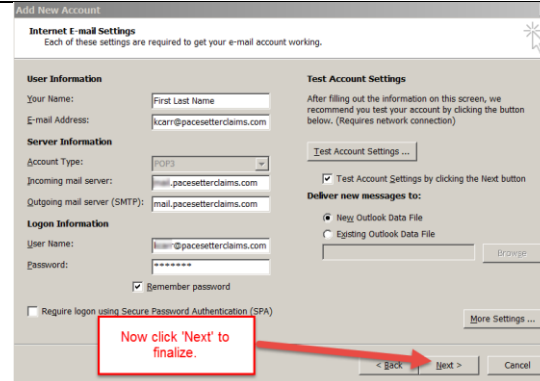 Add New Account
Internet E-mail Settings
Each of these settings are required to get your e-mail account working.
User Information
Your Name:
First Last Name
E-mail Address:
kcarr@pacesetterclaims.com
Server Information
Account Type:
POP3
Incoming mail server:
.pacesetterclaims.com
Outgoing mail server (SMTP):
mail.pacesetterclaims.com
Logon Information
User Name:
@pacesetterclaims.com
Password:
*******
Remember password
Require logon using Secure Password Authentication (SPA)
Test Account Settings
After filling out the information on this screen, we
recommend you test your account by clicking the button
below. (Requires network connection)
Test Account Settings ...
Test Account Settings by clicking the Next button
Deliver new messages to:
New Outlook Data File
Existing Outlook Data File
Browse
More Settings ...
Now click 'Next' to
finalize.
< Back
Next >
Cancel